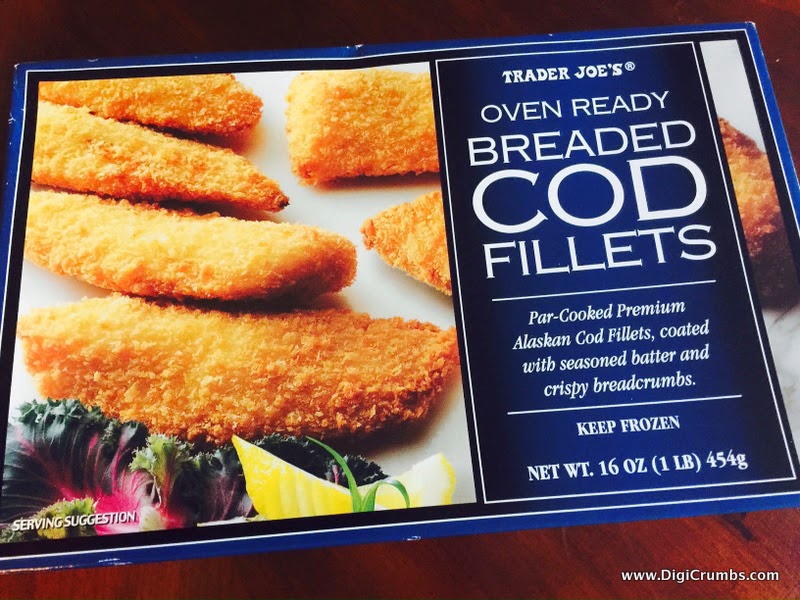 TRADER JOE'S®
OVEN READY
BREADED
COD
FILLETS
Par-Cooked Premium
Alaskan Cod Fillets, coated
with seasoned batter and
crispy breadcrumbs.
KEEP FROZEN
NET WT. 16 OZ (1 LB) 454g
SERVING SUGGESTION
www.DigiCrumbs.com